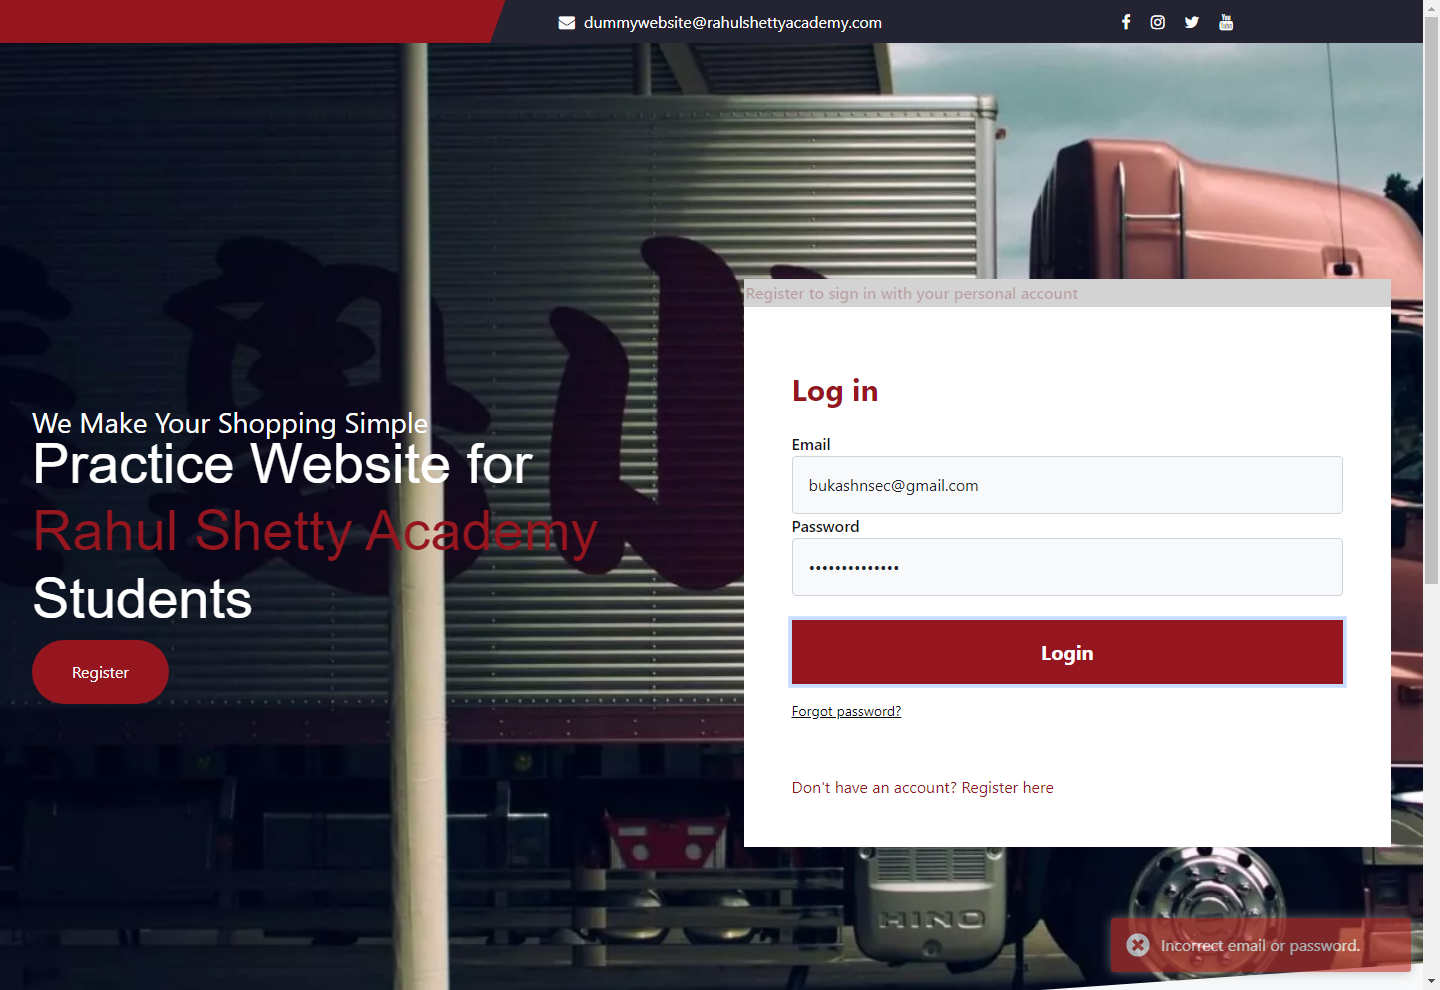 dummywebsite@rahulshettyacademy.com
We Make Your Shopping Simple
Practice Website for
Rahul Shetty Academy
Students
Register
Register to sign in with your personal account
Log in
Email
bukashnsec@gmail.com
Password
••••••••••••••
Login
Forgot password?
Don't have an account? Register here
HINO
Incorrect email or password.